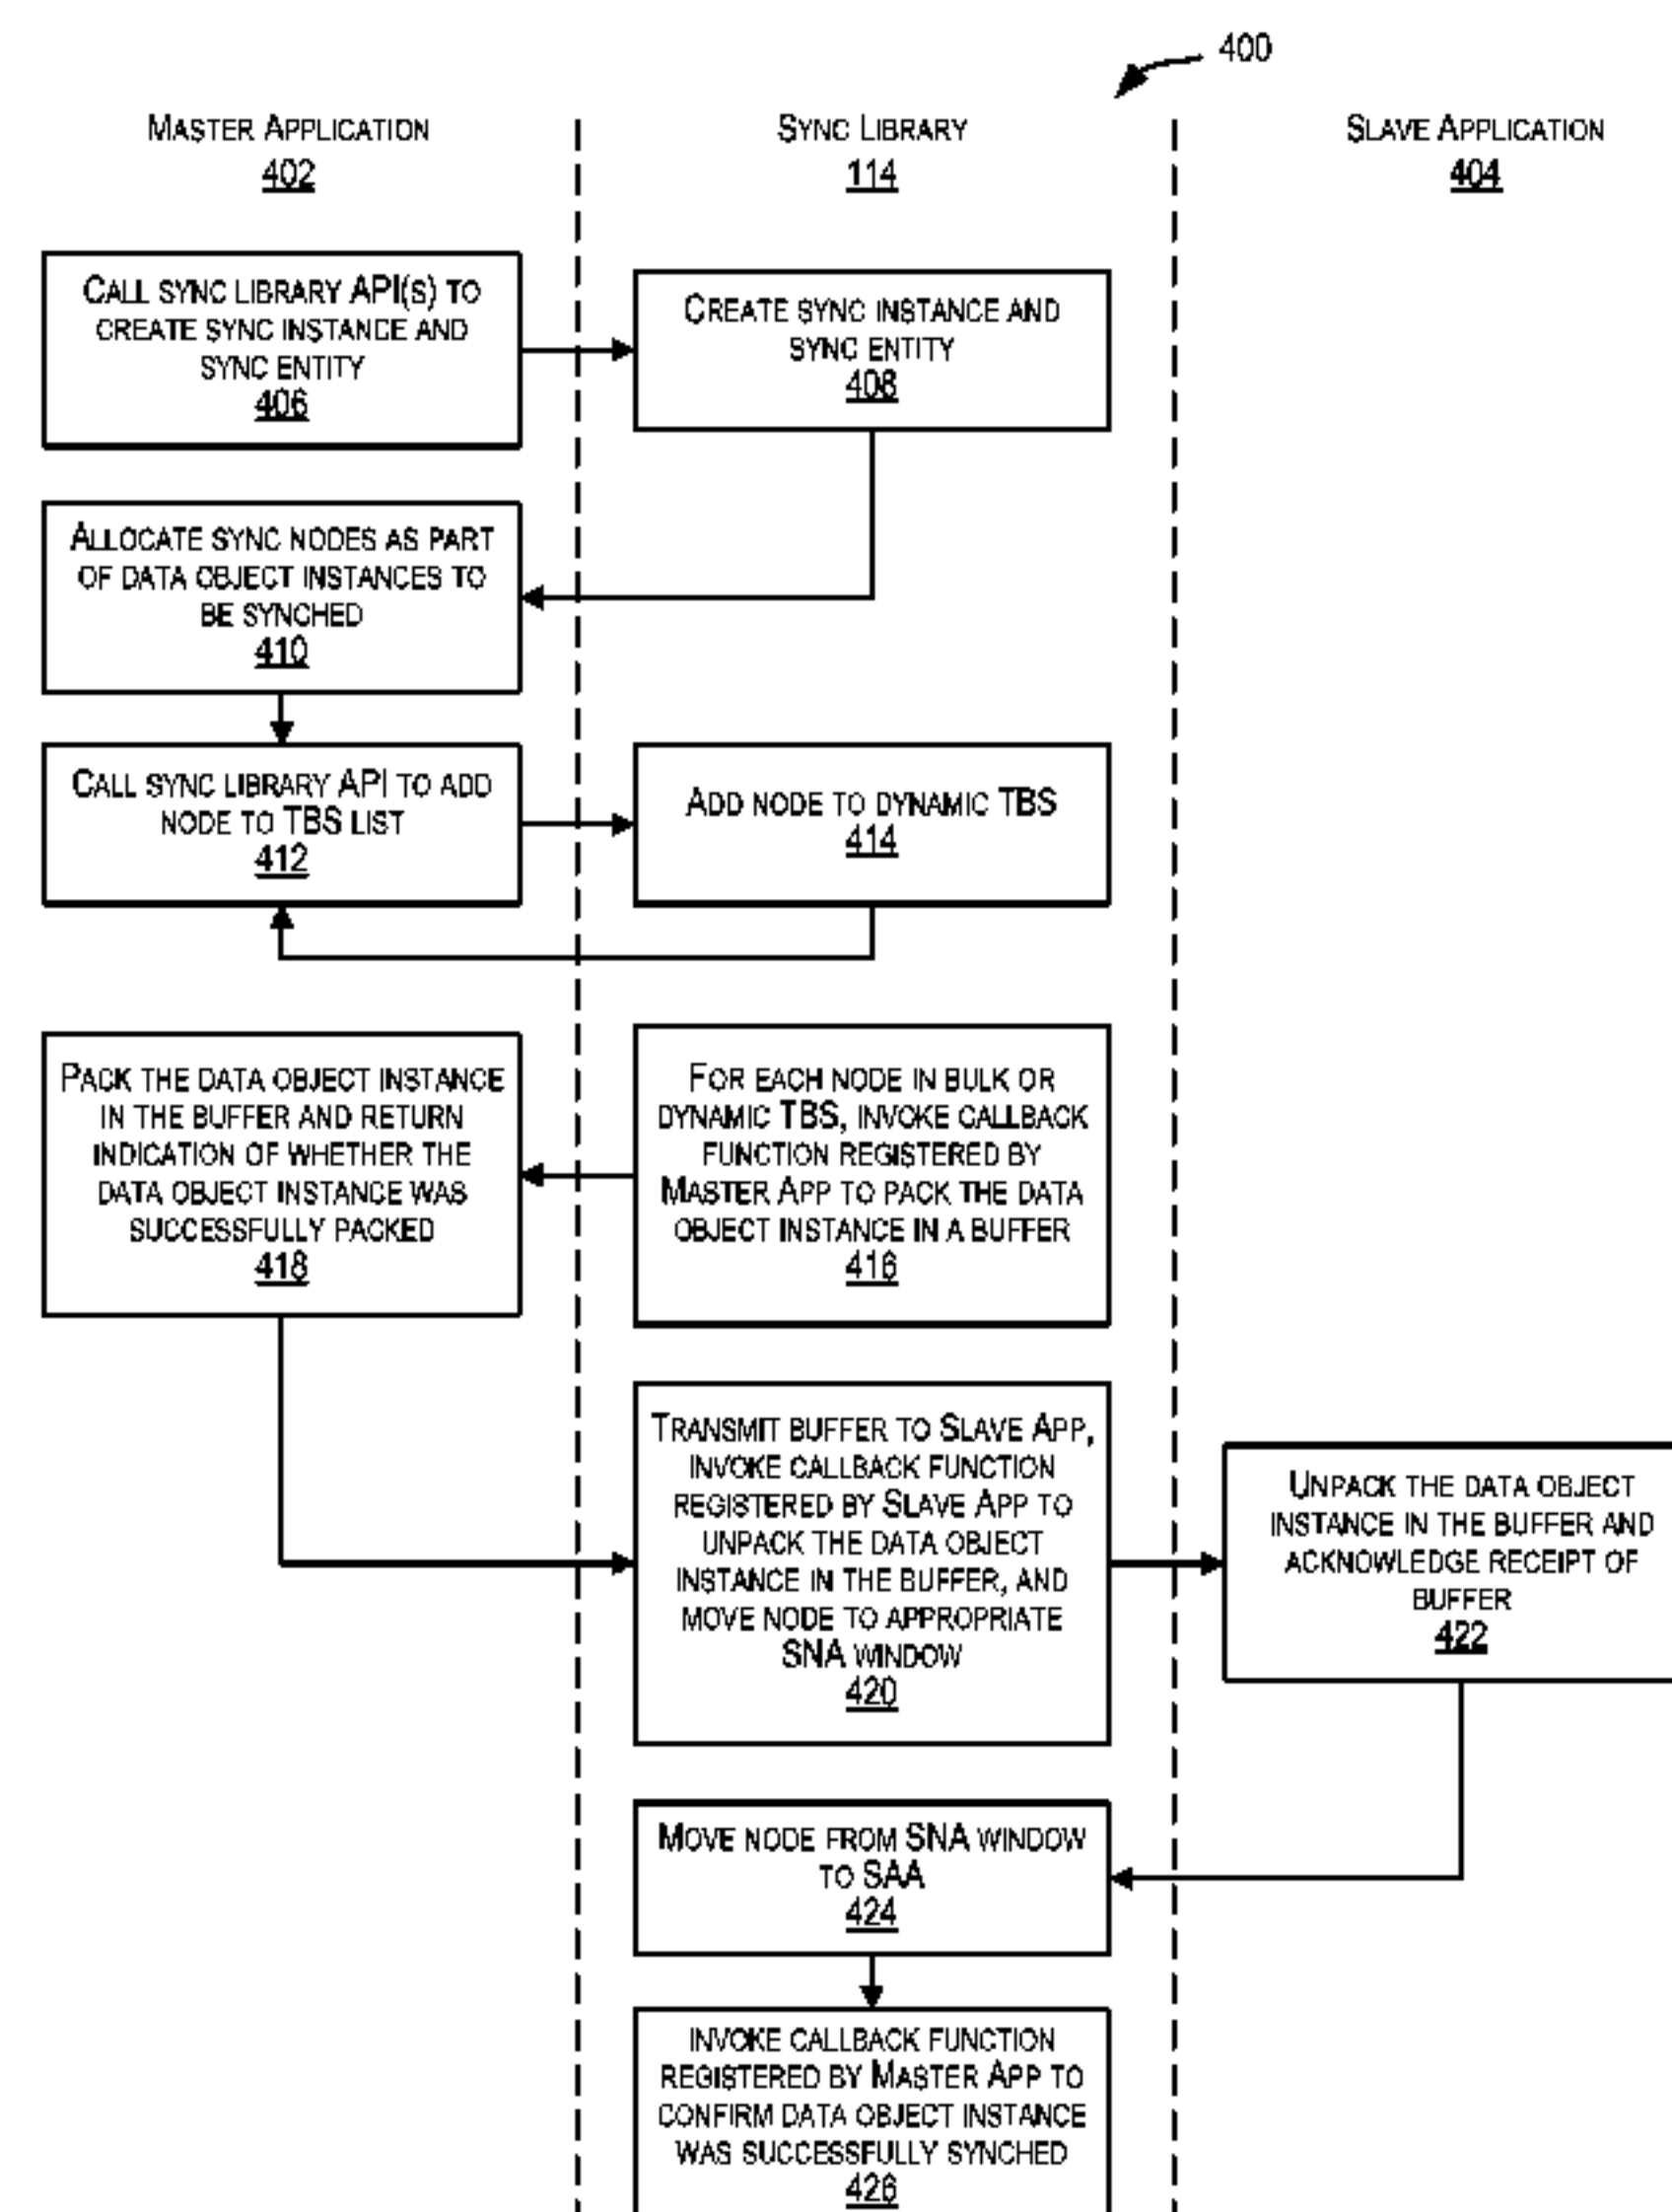 400
MASTER APPLICATION
402
SYNC LIBRARY
114
SLAVE APPLICATION
404
CALL SYNC LIBRARY API(S) TO
CREATE SYNC INSTANCE AND
SYNC ENTITY
406
CREATE SYNC INSTANCE AND
SYNC ENTITY
408
ALLOCATE SYNC NODES AS PART
OF DATA OBJECT INSTANCES TO
BE SYNCHED
410
CALL SYNC LIBRARY API TO ADD
NODE TO TBS LIST
412
ADD NODE TO DYNAMIC TBS
414
PACK THE DATA OBJECT INSTANCE
IN THE BUFFER AND RETURN
INDICATION OF WHETHER THE
DATA OBJECT INSTANCE WAS
SUCCESSFULLY PACKED
418
FOR EACH NODE IN BULK OR
DYNAMIC TBS, INVOKE CALLBACK
FUNCTION REGISTERED BY
MASTER APP TO PACK THE DATA
OBJECT INSTANCE IN A BUFFER
416
TRANSMIT BUFFER TO SLAVE APP,
INVOKE CALLBACK FUNCTION
REGISTERED BY SLAVE APP TO
UNPACK THE DATA OBJECT
INSTANCE IN THE BUFFER, AND
MOVE NODE TO APPROPRIATE
SNA WINDOW
420
UNPACK THE DATA OBJECT
INSTANCE IN THE BUFFER AND
ACKNOWLEDGE RECEIPT OF
BUFFER
422
MOVE NODE FROM SNA WINDOW
TO SAA
424
INVOKE CALLBACK FUNCTION
REGISTERED BY MASTER APP TO
CONFIRM DATA OBJECT INSTANCE
WAS SUCCESSFULLY SYNCHED
426